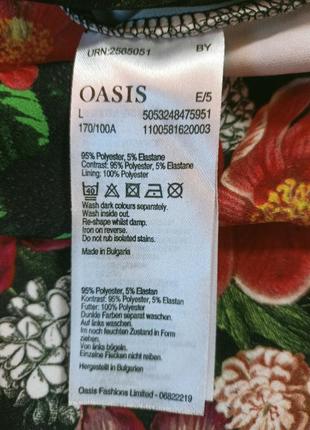 URN:2565051 BY
OASIS E/5
L 5053248475951
170/100A 1100581620003
95% Polyester, 5% Elastane
Contrast: 95% Polyester, 5% Elastane
Lining: 100% Polyester
40
Wash dark colours separately.
Wash inside out.
Re-shape whilst damp.
Iron on reverse.
Do not rub isolated stains.
Made in Bulgaria
95% Polyester, 5% Elastan
Kontrast: 95% Polyester, 5% Elastan
Futter: 100% Polyester
Dunkle Farben separat waschen.
Auf links waschen.
Im noch feuchten Zustand in Form
ziehen.
Von links bügeln.
Einzelne Flecken nicht reiben.
Hergestellt in Bulgarien
Oasis Fashions Limited - 06822219